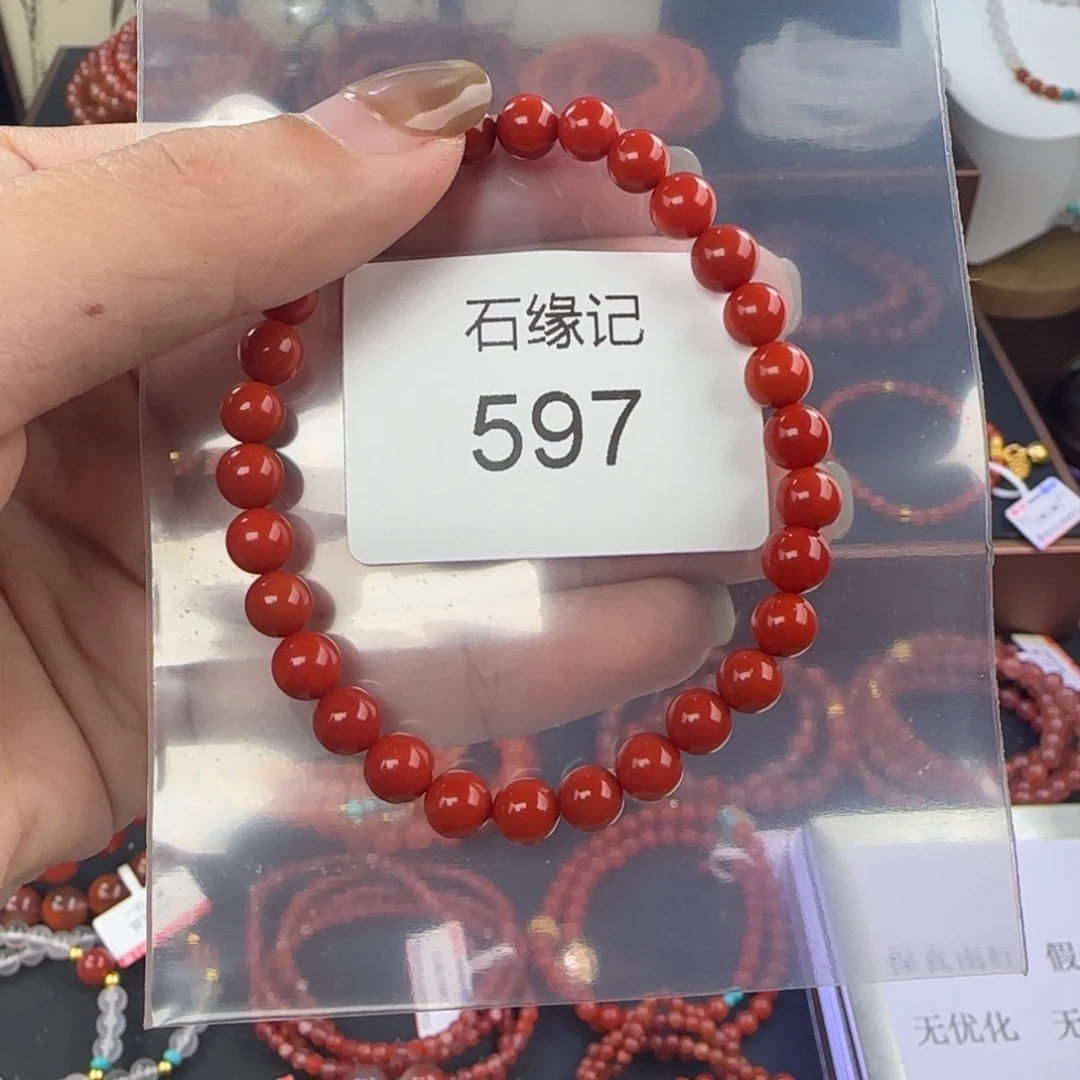 石缘记
597
保真南红 假
无优化 无